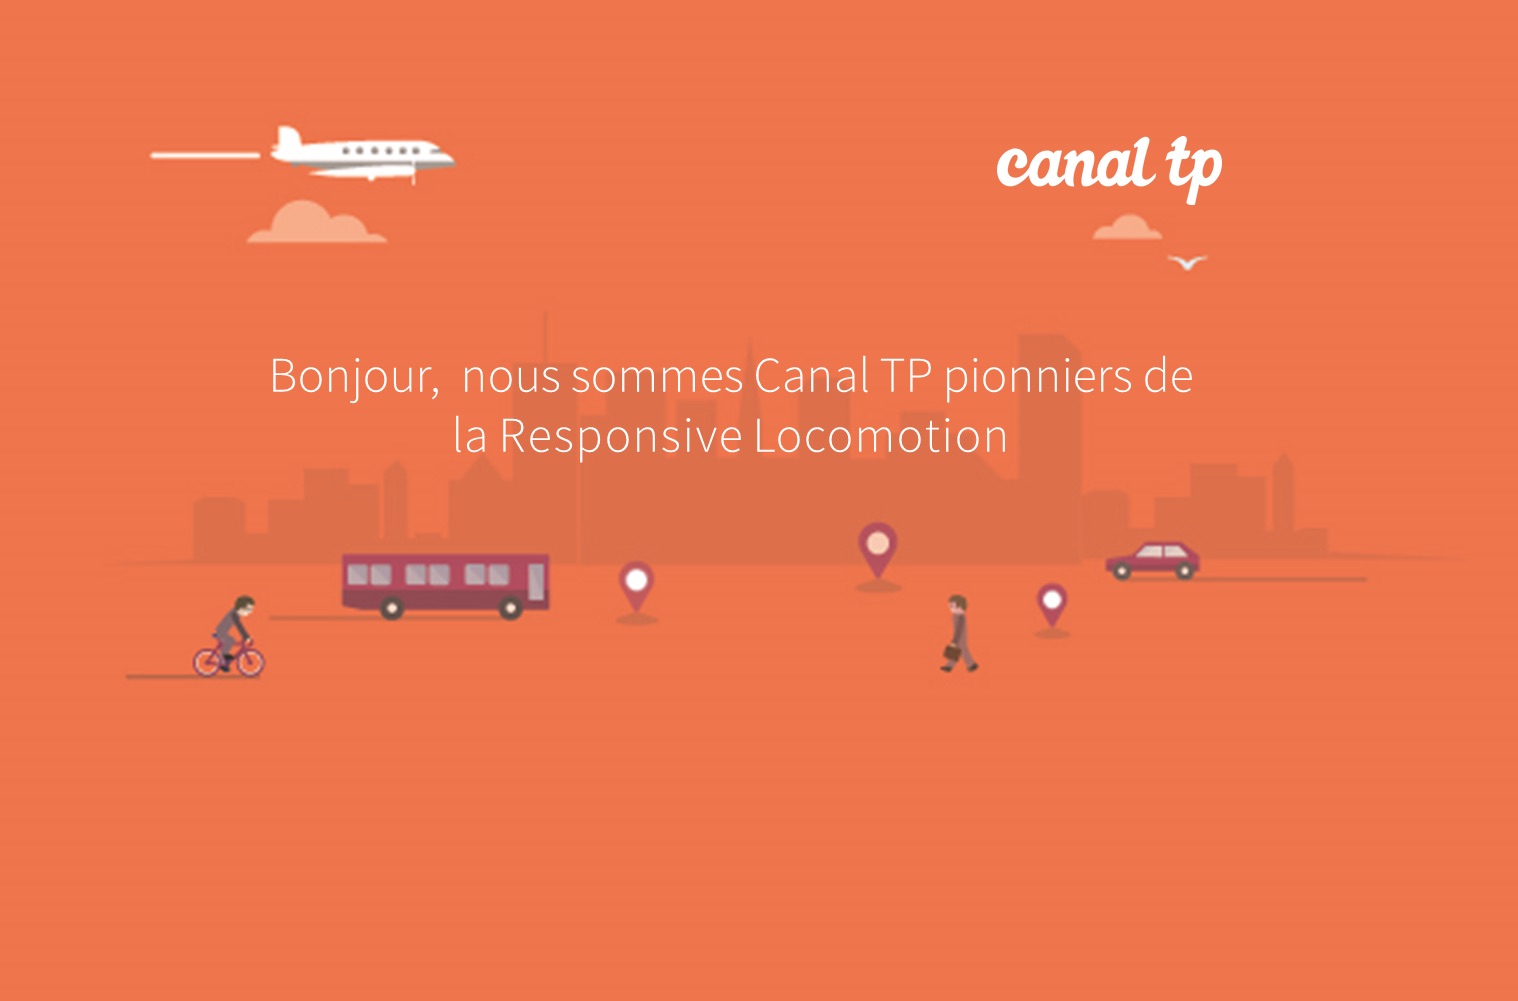 canal tp
Bonjour,  nous sommes Canal TP pionniers de
la Responsive Locomotion